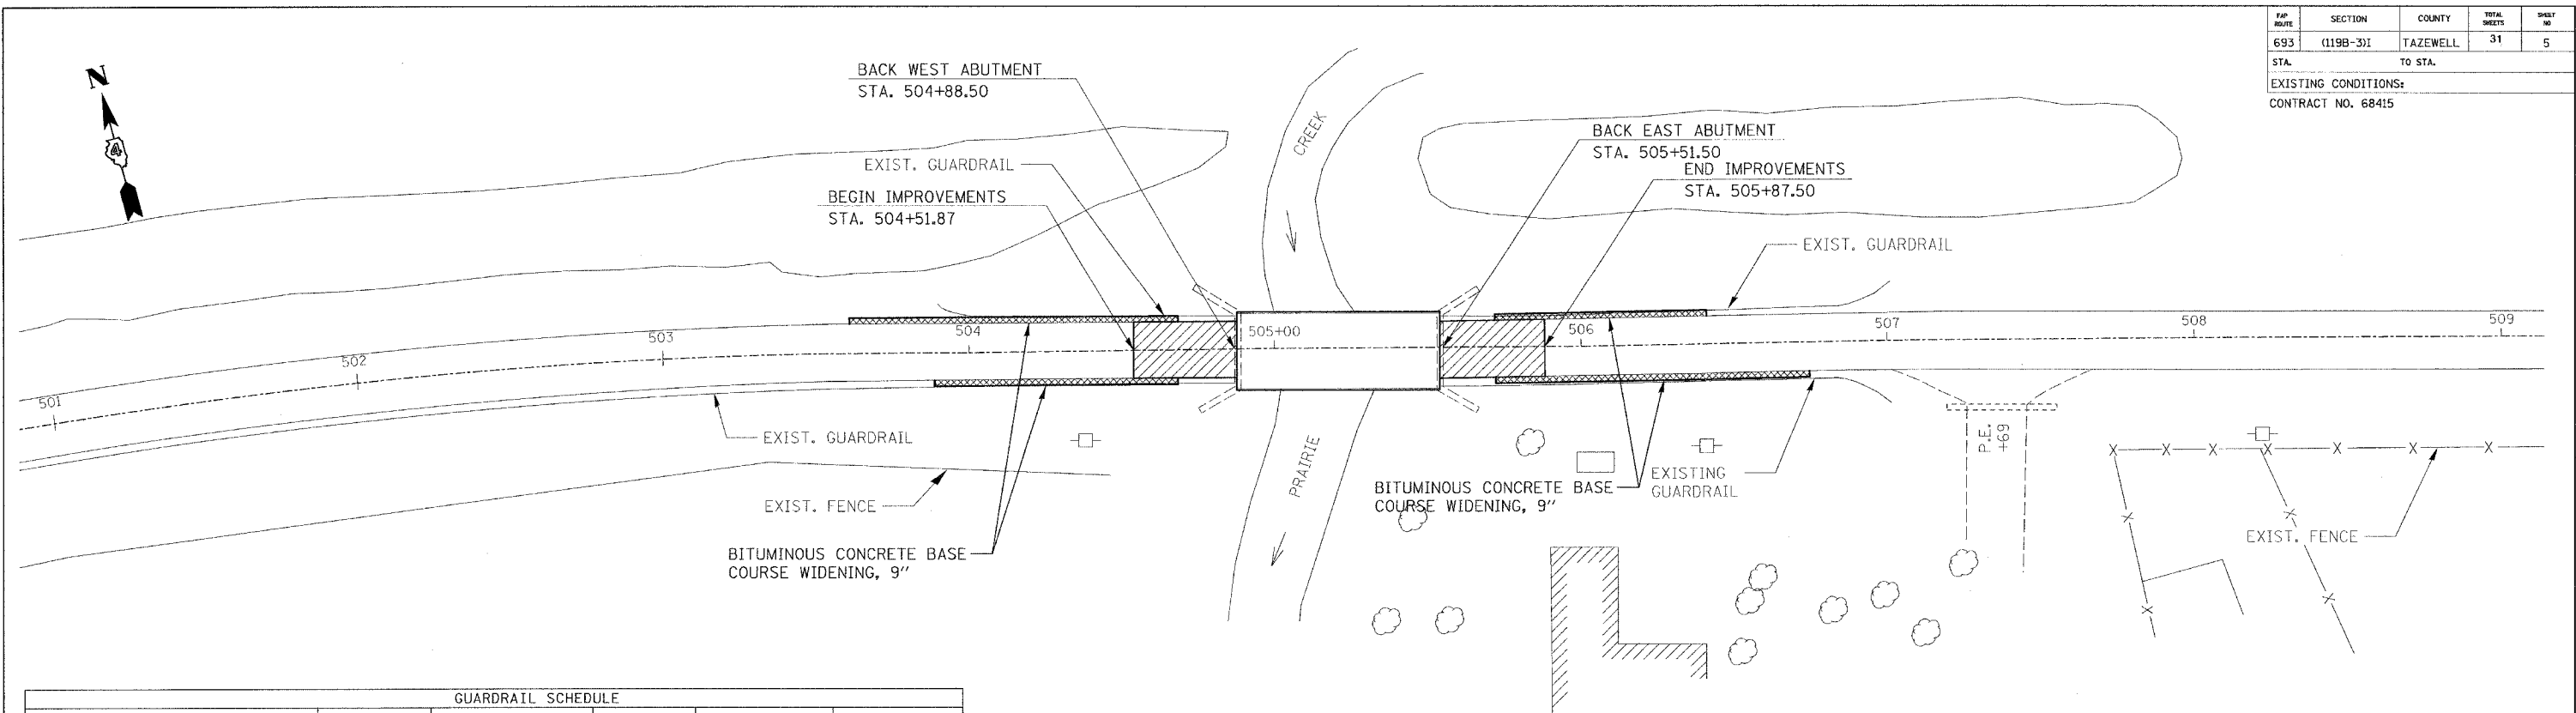 FAP ROUTE SECTION COUNTY TOTAL SHEETS SHEET NO
693 (119B-3)I TAZEWELL 31 5
STA. TO STA.
EXISTING CONDITIONS:
CONTRACT NO. 68415
N
4
BACK WEST ABUTMENT
STA. 504+88.50
EXIST. GUARDRAIL
BEGIN IMPROVEMENTS
STA. 504+51.87
CREEK
BACK EAST ABUTMENT
STA. 505+51.50
END IMPROVEMENTS
STA. 505+87.50
EXIST. GUARDRAIL
501
502
503
504
505+00
506
507
508
509
EXIST. GUARDRAIL
EXIST. FENCE
BITUMINOUS CONCRETE BASE
COURSE WIDENING, 9"
PRAIRIE
BITUMINOUS CONCRETE BASE
COURSE WIDENING, 9"
EXISTING
GUARDRAIL
P.E.
+69
EXIST. FENCE
GUARDRAIL SCHEDULE